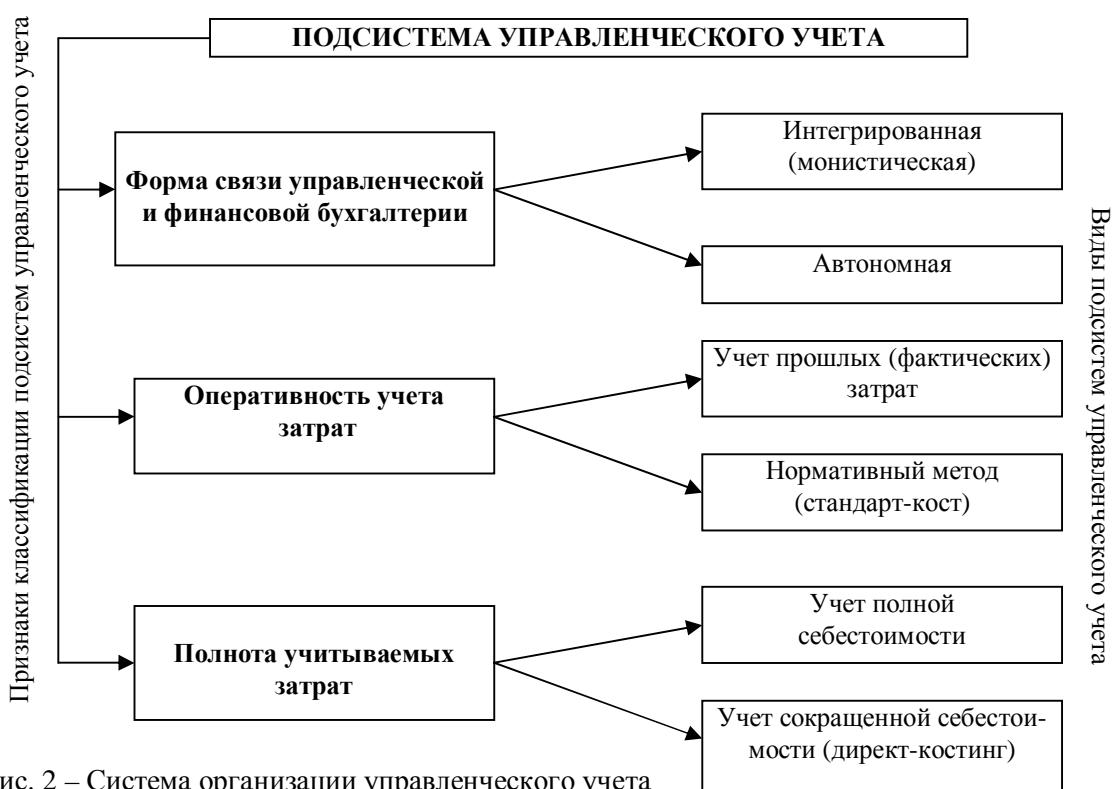 ПОДСИСТЕМА УПРАВЛЕНЧЕСКОГО УЧЕТА
Признаки классификации подсистем управленческого учета
Форма связи управленческой
и финансовой бухгалтерии
Интегрированная
(монистическая)
Автономная
Оперативность учета
затрат
Учет прошлых (фактических)
затрат
Нормативный метод
(стандарт-кост)
Полнота учитываемых
затрат
Учет полной
себестоимости
Учет сокращенной себестои-
мости (директ-костинг)
Виды подсистем управленческого учета
ис. 2 – Система организации управленческого учета